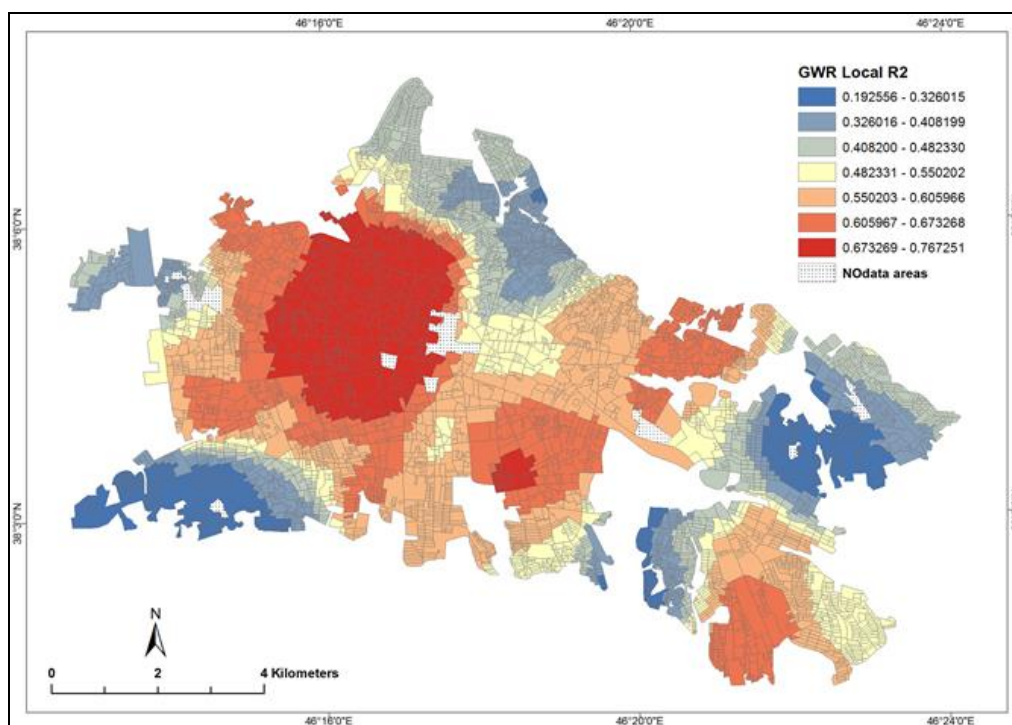 46°16'0"E 46°20'0"E 46°24'0"E
GWR Local R2
0.192556 - 0.326015
0.326016 - 0.408199
0.408200 - 0.482330
0.482331 - 0.550202
0.550203 - 0.605966
0.605967 - 0.673268
0.673269 - 0.767251
NOdata areas
38°6'0"N
38°3'0"N
N
0 2 4 Kilometers
46°16'0"E 46°20'0"E 46°24'0"E